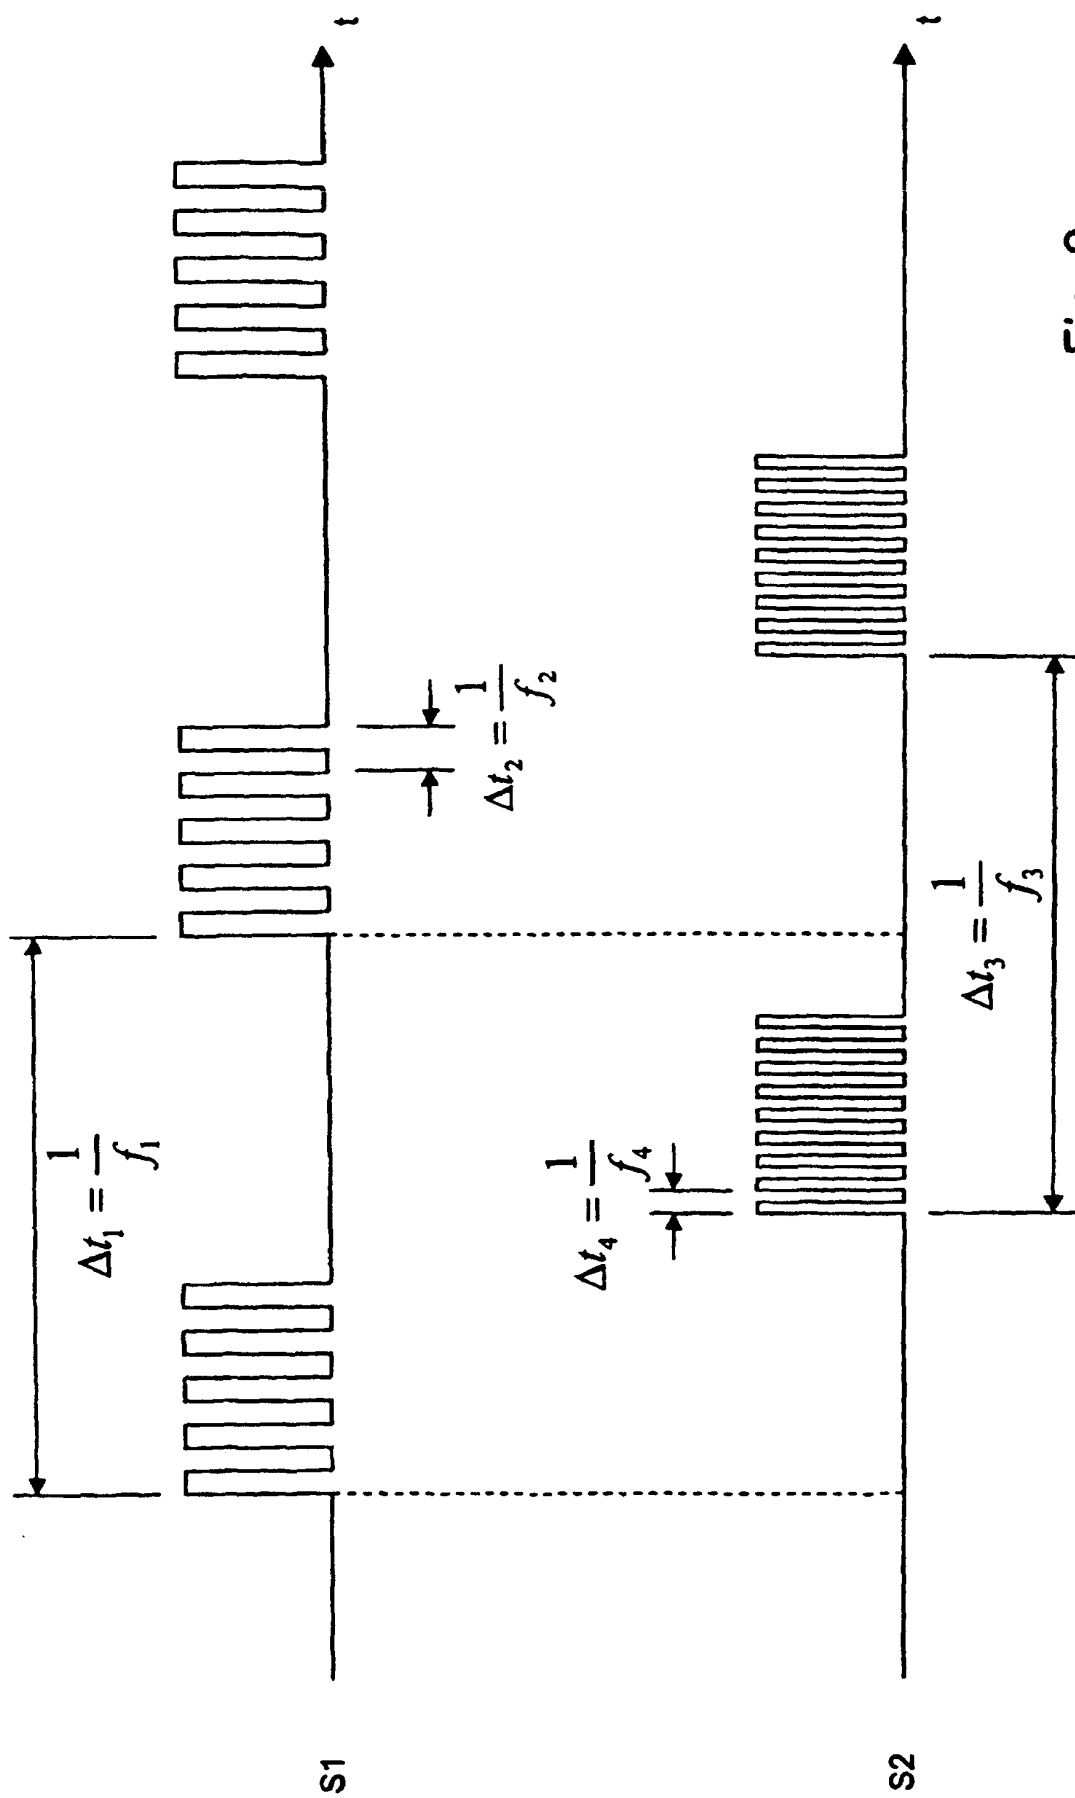 Δt₁ = 1/f₁
t
S1
Δt₂ = 1/f₂
Δt₄ = 1/f₄
t
S2
Δt₃ = 1/f₃